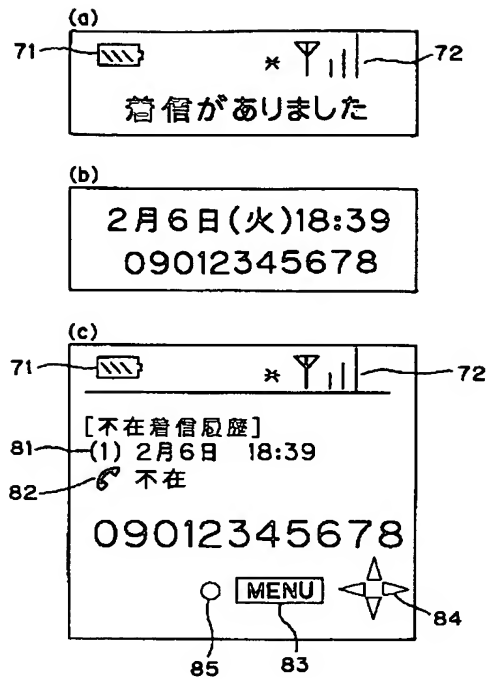 (a)
71 72
着信がありました
(b)
2月6日(火)18:39
09012345678
(c)
71 72
[不在着信履歴]
81 (1) 2月6日 18:39
82 不在
09012345678
MENU
84
85 83